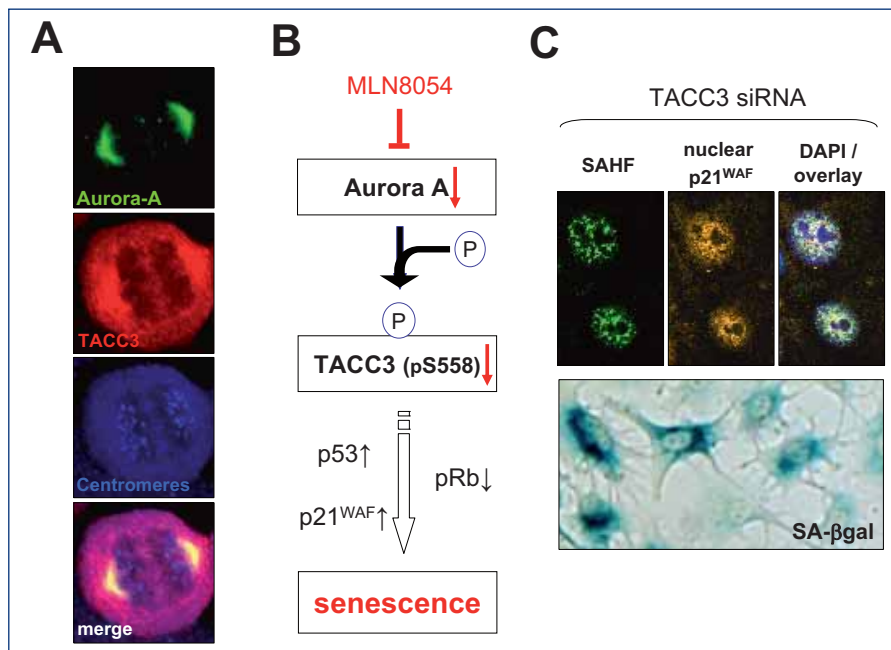 A
Aurora-A
TACC3
Centromeres
merge
B
MLN8054
Aurora A↓
P
P
TACC3 (pS558)↓
p53↑
pRb↓
p21WAF↑
senescence
C
TACC3 siRNA
SAHF
nuclear
p21WAF
DAPI /
overlay
SA-βgal